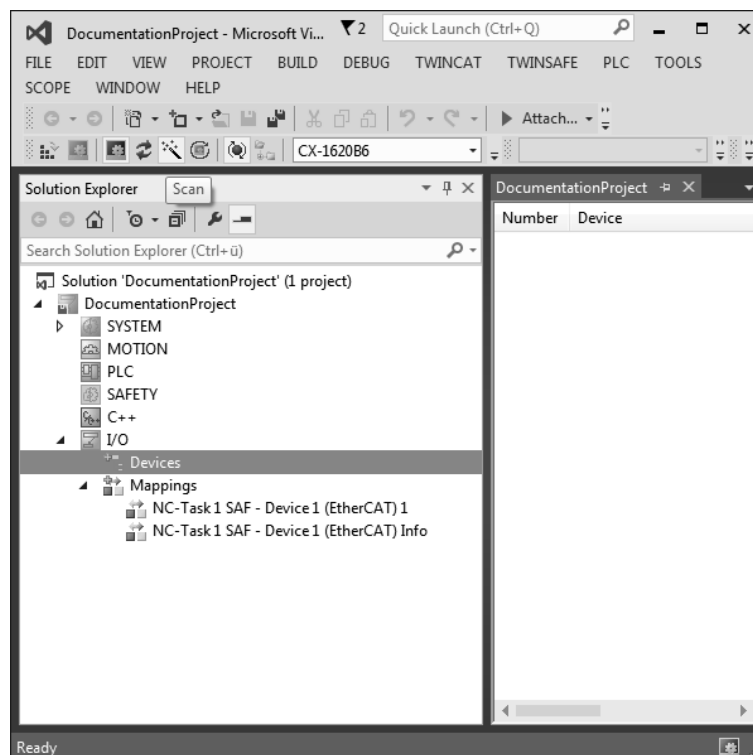 DocumentationProject - Microsoft Vi... 2 Quick Launch (Ctrl+Q)
FILE EDIT VIEW PROJECT BUILD DEBUG TWINCAT TWINSAFE PLC TOOLS
SCOPE WINDOW HELP
Attach...
CX-1620B6
Solution Explorer Scan
DocumentationProject
Number Device
Search Solution Explorer (Ctrl+ü)
Solution 'DocumentationProject' (1 project)
DocumentationProject
SYSTEM
MOTION
PLC
SAFETY
C++
I/O
Devices
Mappings
NC-Task 1 SAF - Device 1 (EtherCAT) 1
NC-Task 1 SAF - Device 1 (EtherCAT) Info
Ready